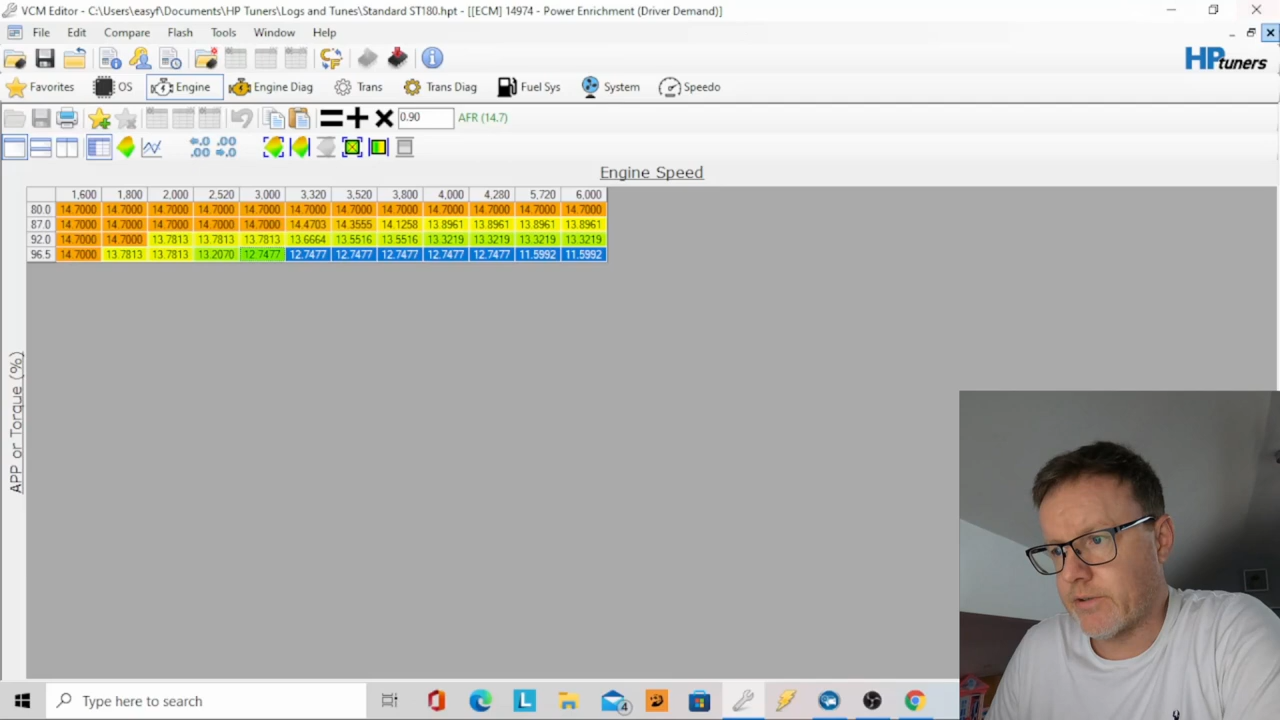 VCM Editor - C:\Users\easyf\Documents\HP Tuners\Logs and Tunes\Standard ST180.hpt - [[ECM] 14974 - Power Enrichment (Driver Demand)]
File Edit Compare Flash Tools Window Help
HP tuners
Favorites OS Engine Engine Diag Trans Trans Diag Fuel Sys System Speedo
0.90 AFR (14.7)
←.0 .00
.00 →.0
Engine Speed
1,600 1,800 2,000 2,520 3,000 3,320 3,520 3,800 4,000 4,280 5,720 6,000
80.0 14.7000 14.7000 14.7000 14.7000 14.7000 14.7000 14.7000 14.7000 14.7000 14.7000 14.7000 14.7000
87.0 14.7000 14.7000 14.7000 14.7000 14.7000 14.4703 14.3555 14.1258 13.8961 13.8961 13.8961 13.8961
92.0 14.7000 14.7000 13.7813 13.7813 13.7813 13.6664 13.5516 13.5516 13.3219 13.3219 13.3219 13.3219
96.5 14.7000 13.7813 13.7813 13.2070 12.7477 12.7477 12.7477 12.7477 12.7477 12.7477 11.5992 11.5992
APP or Torque (%)
Type here to search
L
4